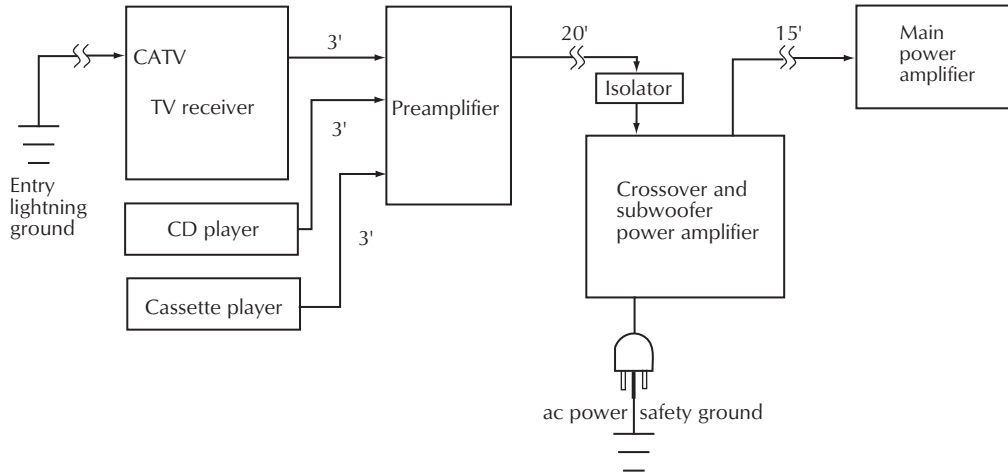 3'
20'
15'
Main
power
amplifier
CATV
TV receiver
Preamplifier
Isolator
3'
Entry
lightning
ground
CD player
3'
Crossover and
subwoofer
power amplifier
Cassette player
ac power safety ground